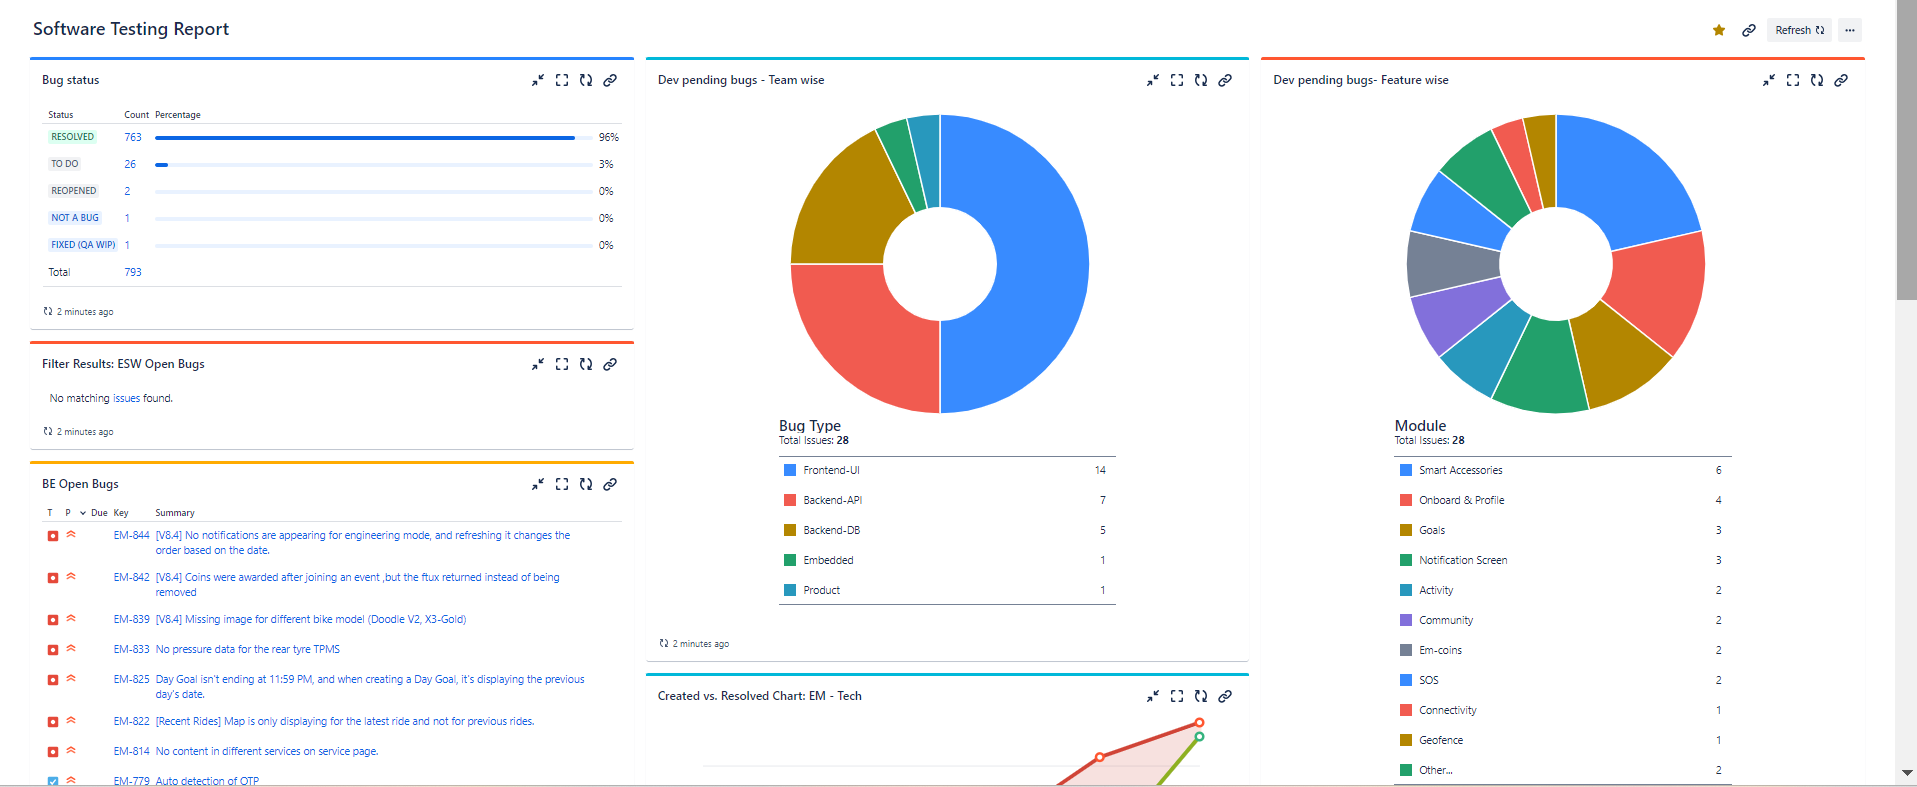 Software Testing Report
Refresh
Bug status
Status Count Percentage
RESOLVED 763 96%
TO DO 26 3%
REOPENED 2 0%
NOT A BUG 1 0%
FIXED (QA WIP) 1 0%
Total 793
2 minutes ago
Filter Results: ESW Open Bugs
No matching issues found.
2 minutes ago
BE Open Bugs
T P Due Key Summary
EM-844 [V8.4] No notifications are appearing for engineering mode, and refreshing it changes the
order based on the date.
EM-842 [V8.4] Coins were awarded after joining an event ,but the ftux returned instead of being
removed
EM-839 [V8.4] Missing image for different bike model (Doodle V2, X3-Gold)
EM-833 No pressure data for the rear tyre TPMS
EM-825 Day Goal isn't ending at 11:59 PM, and when creating a Day Goal, it's displaying the previous
day's date.
EM-822 [Recent Rides] Map is only displaying for the latest ride and not for previous rides.
EM-814 No content in different services on service page.
EM-779 Auto detection of OTP
Dev pending bugs - Team wise
Bug Type
Total Issues: 28
Frontend-UI 14
Backend-API 7
Backend-DB 5
Embedded 1
Product 1
2 minutes ago
Created vs. Resolved Chart: EM - Tech
Dev pending bugs- Feature wise
Module
Total Issues: 28
Smart Accessories 6
Onboard & Profile 4
Goals 3
Notification Screen 3
Activity 2
Community 2
Em-coins 2
SOS 2
Connectivity 1
Geofence 1
Other... 2